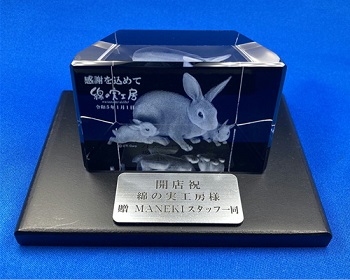 感謝を込めて
綿の実工房
令和5年1月1日
開店祝
綿の実工房様
贈 MANEKIスタッフ一同